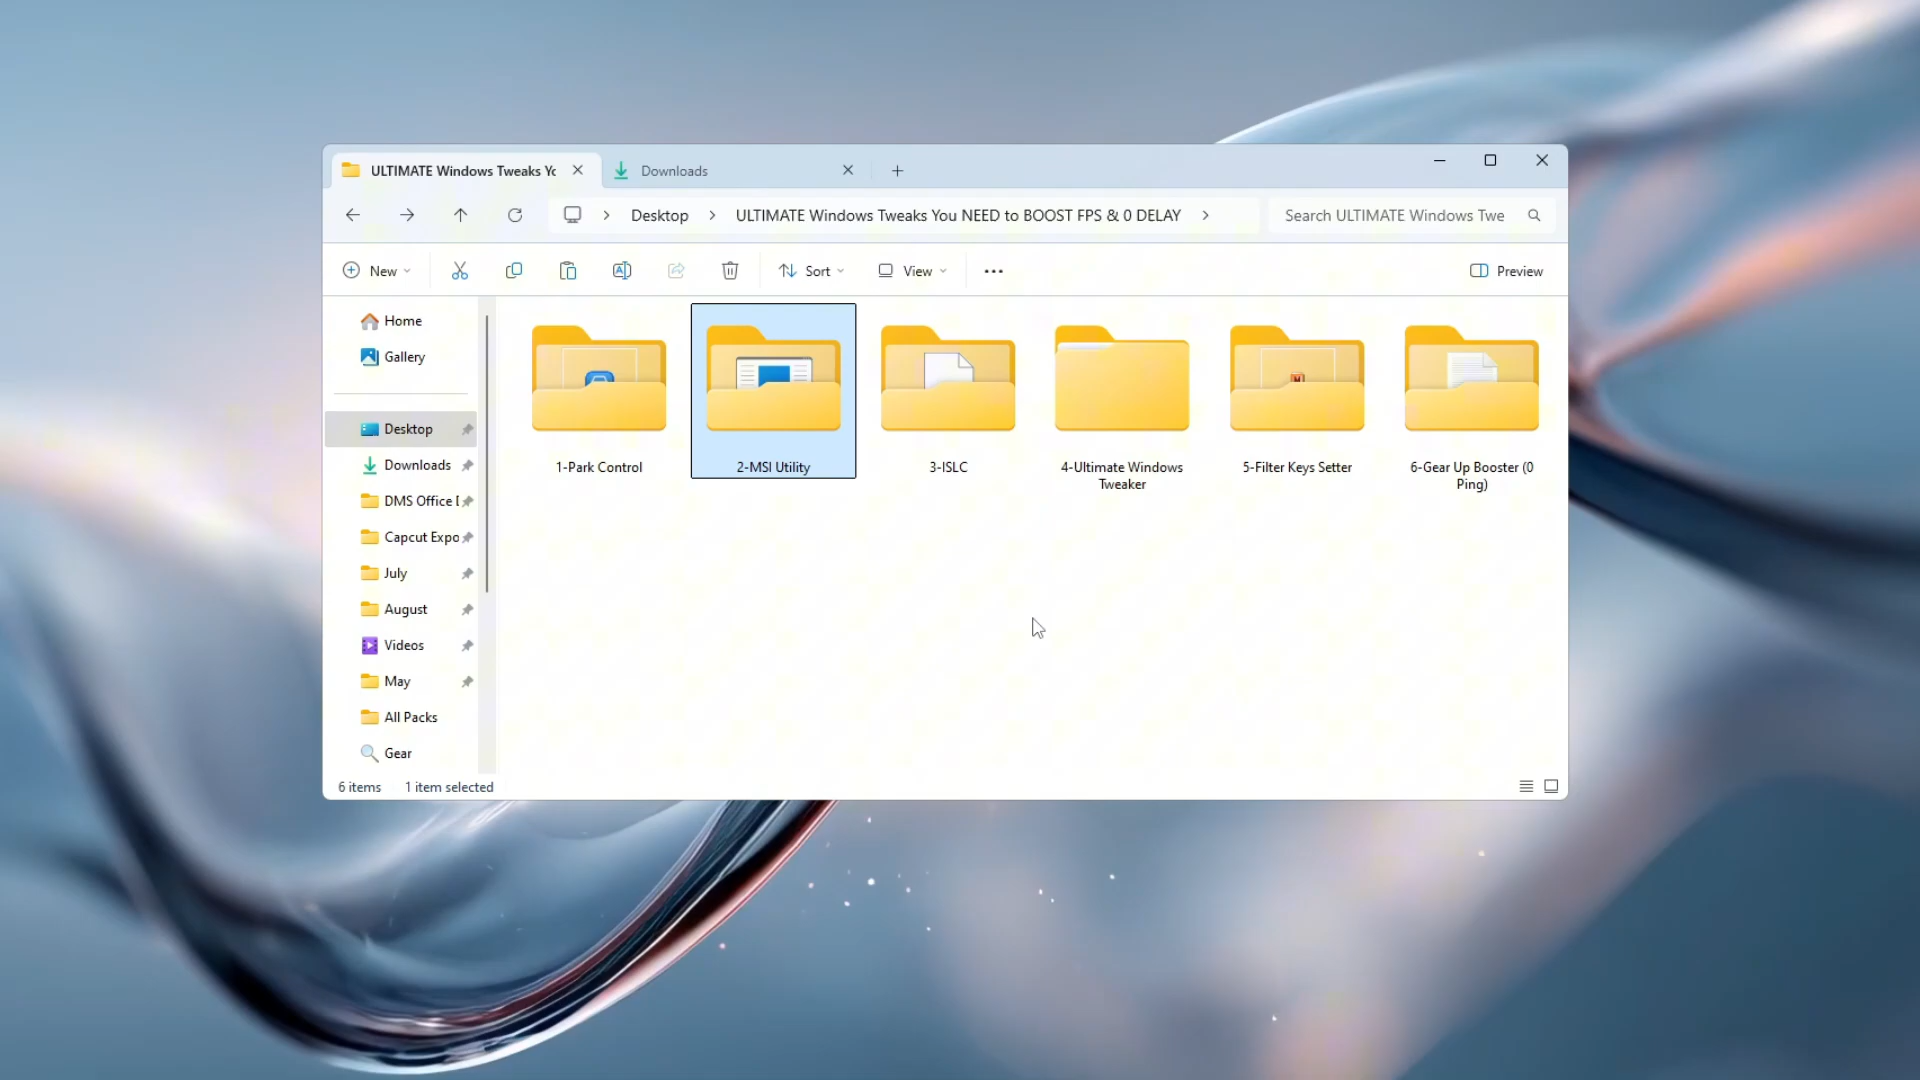 ULTIMATE Windows Tweaks Yo
Downloads
Desktop
ULTIMATE Windows Tweaks You NEED to BOOST FPS & 0 DELAY
Search ULTIMATE Windows Twe
New
Sort
View
Preview
Home
Gallery
Desktop
Downloads
DMS Office
Capcut Expo
July
August
Videos
May
All Packs
Gear
1-Park Control
2-MSI Utility
3-ISLC
4-Ultimate Windows
Tweaker
5-Filter Keys Setter
6-Gear Up Booster (0
Ping)
6 items
1 item selected